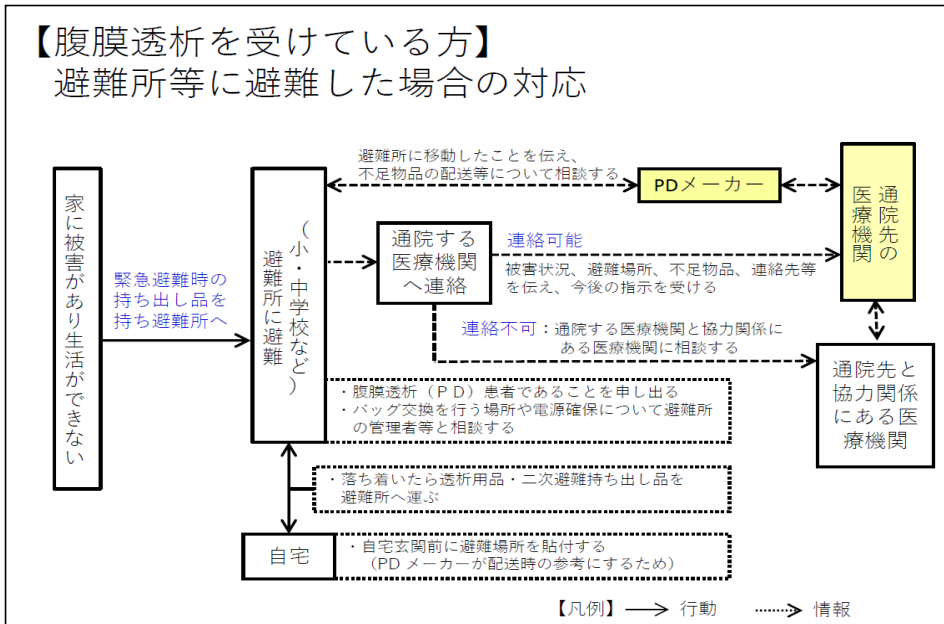 【腹膜透析を受けている方】
避難所等に避難した場合の対応
家に被害があり生活ができない
緊急避難時の
持ち出し品を
持ち避難所へ
避難所に避難
（小・中学校など）
避難所に移動したことを伝え、
不足物品の配送等について相談する
PDメーカー
通院先の
医療機関
通院する
医療機関
へ連絡
連絡可能
被害状況、避難場所、不足物品、連絡先等
を伝え、今後の指示を受ける
連絡不可：通院する医療機関と協力関係に
ある医療機関に相談する
通院先と
協力関係
にある医
療機関
・腹膜透析（ＰＤ）患者であることを申し出る
・バッグ交換を行う場所や電源確保について避難所
の管理者等と相談する
・落ち着いたら透析用品・二次避難持ち出し品を
避難所へ運ぶ
自宅
・自宅玄関前に避難場所を貼付する
（PDメーカーが配送時の参考にするため）
【凡例】 行動 情報